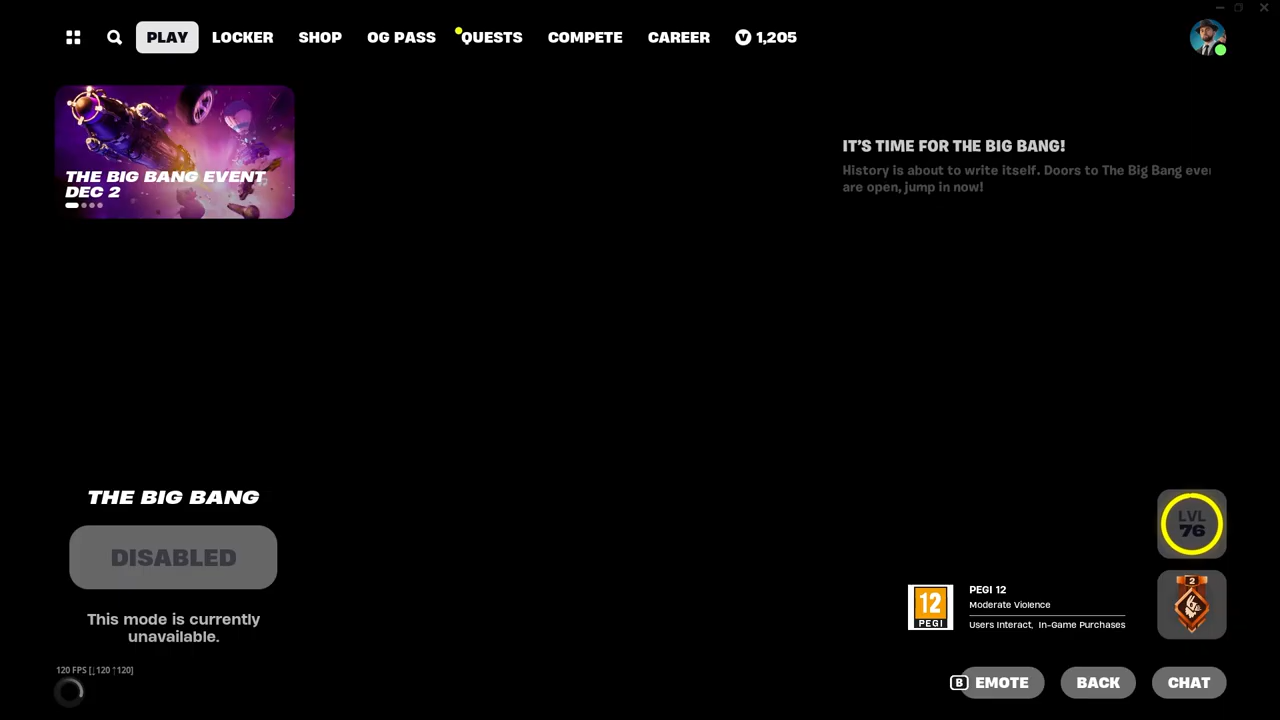 PLAY
LOCKER
SHOP
OG PASS
QUESTS
COMPETE
CAREER
V 1,205
THE BIG BANG EVENT
DEC 2
IT'S TIME FOR THE BIG BANG!
History is about to write itself. Doors to The Big Bang even
are open, jump in now!
THE BIG BANG
DISABLED
This mode is currently
unavailable.
120 FPS [↓120 ↑120]
LVL
76
2
12
PEGI
PEGI 12
Moderate Violence
Users Interact, In-Game Purchases
B EMOTE
BACK
CHAT